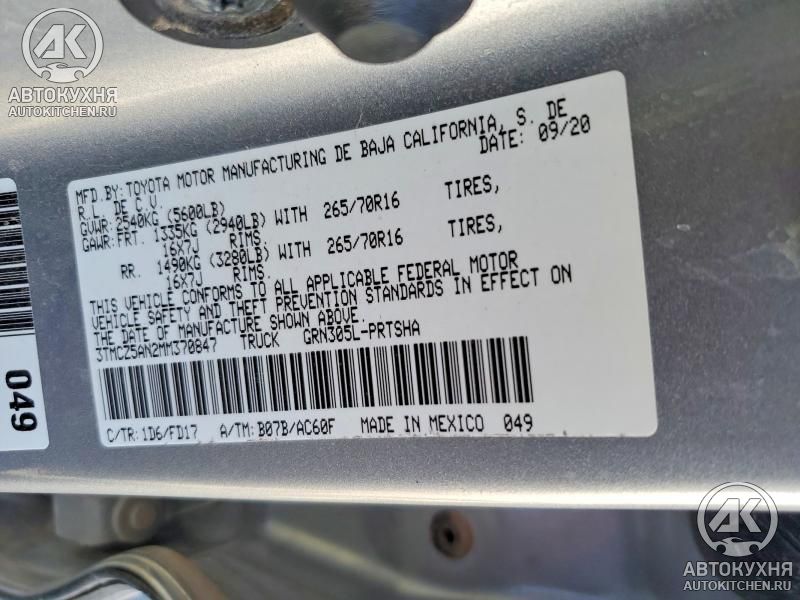 AK
АВТОКУХНЯ
AUTOKITCHEN.RU
MFD.BY:TOYOTA MOTOR MANUFACTURING DE BAJA CALIFORNIA, S. DE
R.L. DE C.V. DATE: 09/20
GVWR: 2540KG (5600LB)
GAWR:FRT. 1335KG (2940LB) WITH 265/70R16 TIRES,
16X7J RIMS.
RR. 1490KG (3280LB) WITH 265/70R16 TIRES,
16X7J RIMS.
THIS VEHICLE CONFORMS TO ALL APPLICABLE FEDERAL MOTOR
VEHICLE SAFETY AND THEFT PREVENTION STANDARDS IN EFFECT ON
THE DATE OF MANUFACTURE SHOWN ABOVE.
3TMCZ5AN2MM370847 TRUCK GRN305L-PRTSHA
C/TR: 1D6/FD17 A/TM: B07B/AC60F MADE IN MEXICO 049
049
AK
АВТОКУХНЯ
AUTOKITCHEN.RU